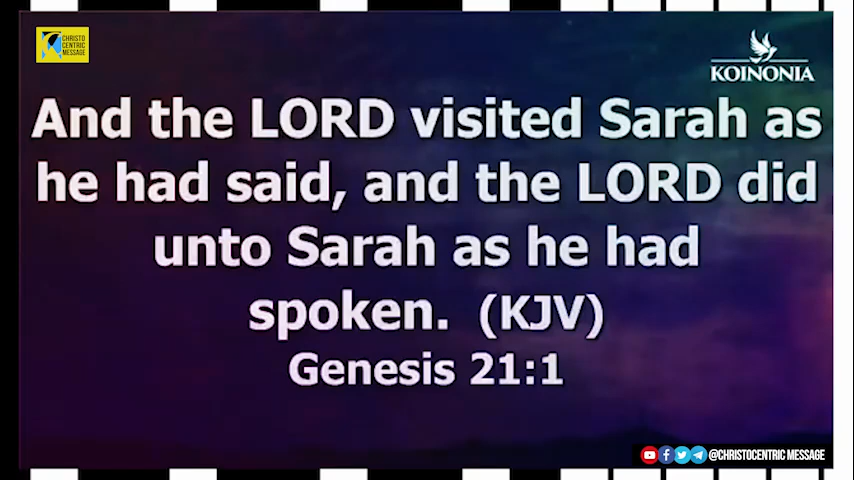 CHRISTO
CENTRIC
MESSAGE
KOINONIA
And the LORD visited Sarah as
he had said, and the LORD did
unto Sarah as he had
spoken. (KJV)
Genesis 21:1
@CHRISTOCENTRIC MESSAGE